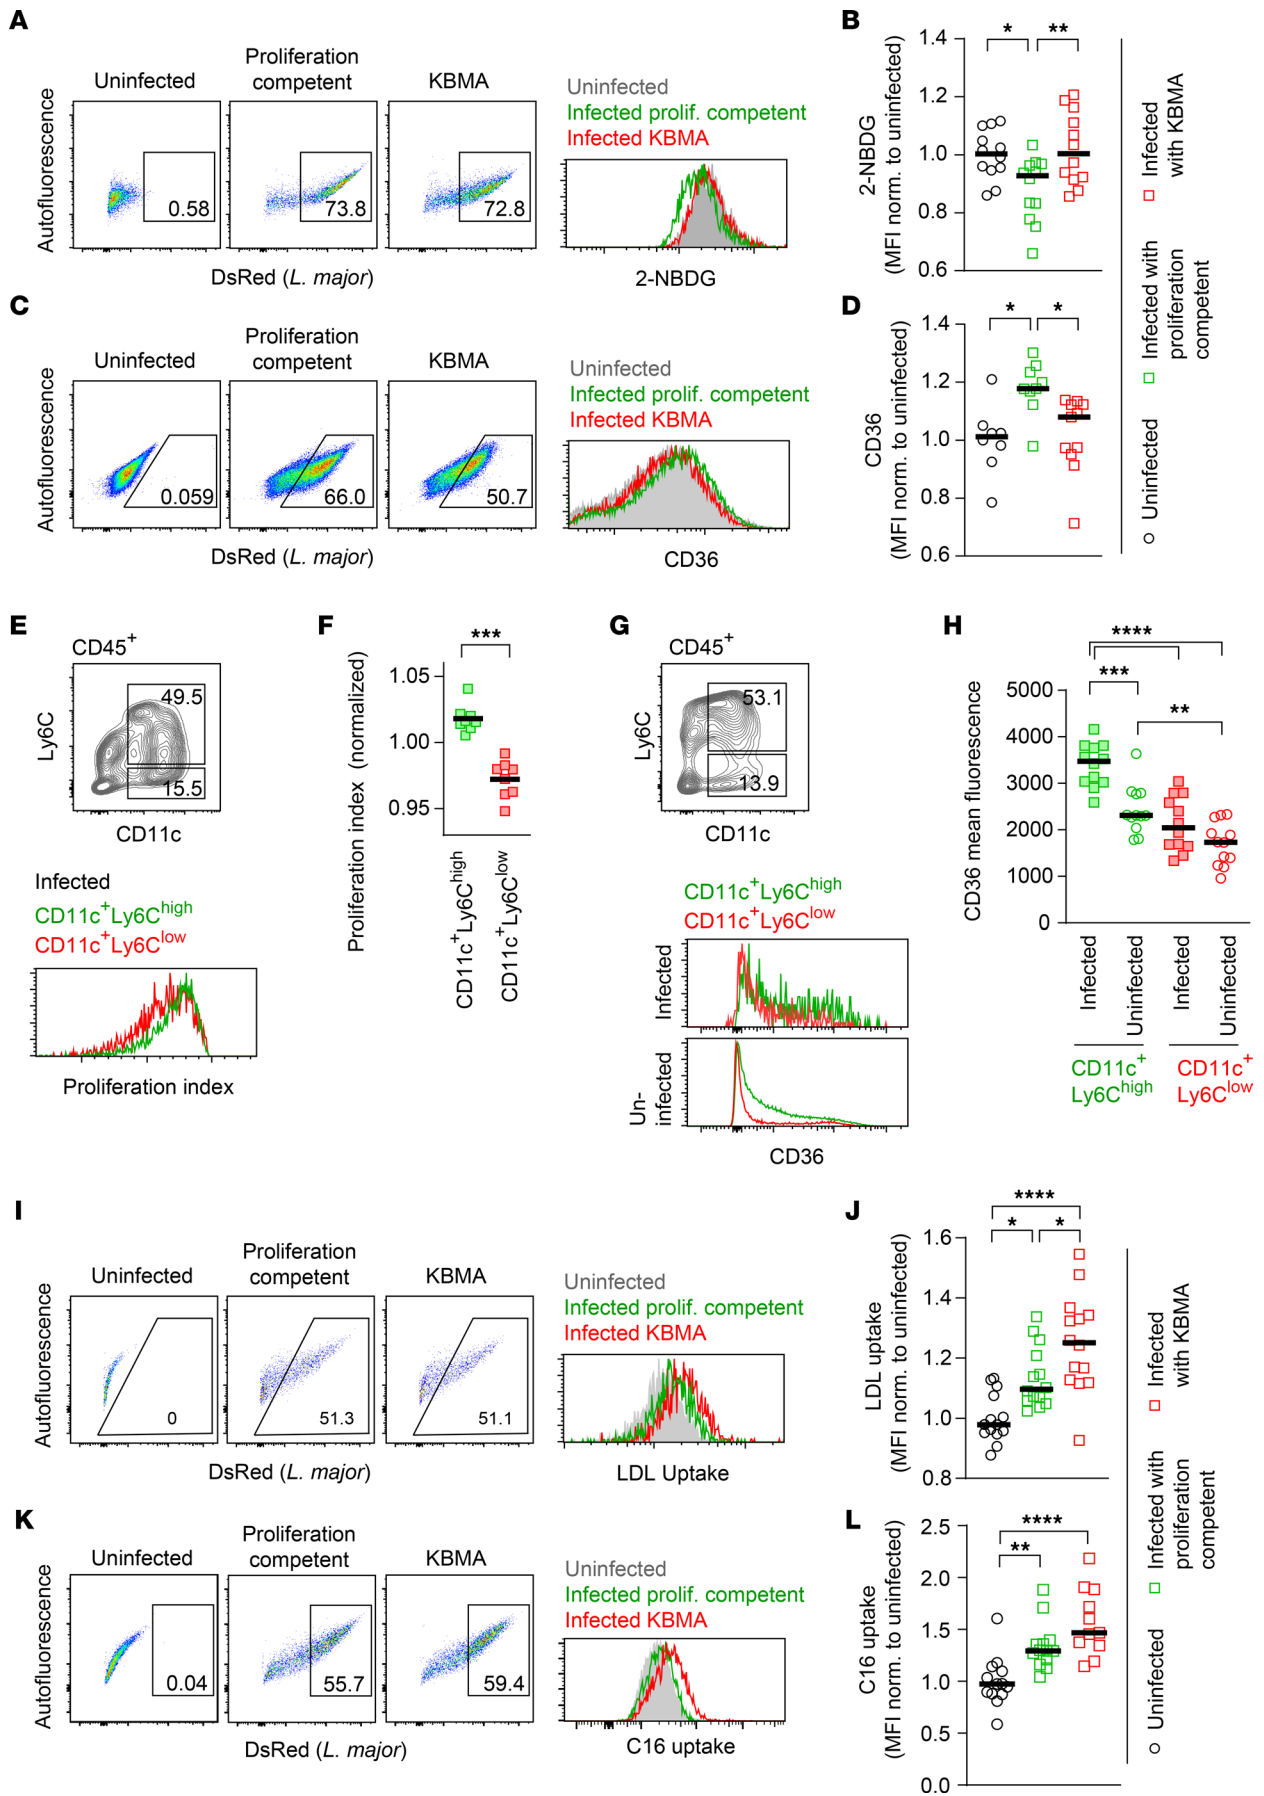 A
Uninfected
Proliferation
competent
KBMA
Autofluorescence
0.58
73.8
72.8
DsRed (L. major)
Uninfected
Infected prolif. competent
Infected KBMA
2-NBDG
B
2-NBDG
(MFI norm. to uninfected)
1.4
1.2
1.0
0.8
0.6
*
**
C
Uninfected
Proliferation
competent
KBMA
Autofluorescence
0.059
66.0
50.7
DsRed (L. major)
Uninfected
Infected prolif. competent
Infected KBMA
CD36
D
CD36
(MFI norm. to uninfected)
1.4
1.2
1.0
0.8
0.6
*
*
Infected
with KBMA
Infected with
proliferation
competent
Uninfected
E
CD45+
49.5
15.5
Ly6C
CD11c
Infected
CD11c+Ly6Chigh
CD11c+Ly6Clow
Proliferation index
F
***
Proliferation index (normalized)
1.05
1.00
0.95
CD11c+Ly6Chigh
CD11c+Ly6Clow
G
CD45+
53.1
13.9
Ly6C
CD11c
CD11c+Ly6Chigh
CD11c+Ly6Clow
Infected
Un-
infected
CD36
H
****
***
**
CD36 mean fluorescence
5000
4000
3000
2000
1000
0
Infected
Uninfected
Infected
Uninfected
CD11c+
Ly6Chigh
CD11c+
Ly6Clow
I
Uninfected
Proliferation
competent
KBMA
Autofluorescence
0
51.3
51.1
DsRed (L. major)
Uninfected
Infected prolif. competent
Infected KBMA
LDL Uptake
J
****
*
*
LDL uptake
(MFI norm. to uninfected)
1.6
1.4
1.2
1.0
0.8
K
Uninfected
Proliferation
competent
KBMA
Autofluorescence
0.04
55.7
59.4
DsRed (L. major)
Uninfected
Infected prolif. competent
Infected KBMA
C16 uptake
L
****
**
C16 uptake
(MFI norm. to uninfected)
2.5
2.0
1.5
1.0
0.5
0.0
Infected
with KBMA
Infected with
proliferation
competent
Uninfected